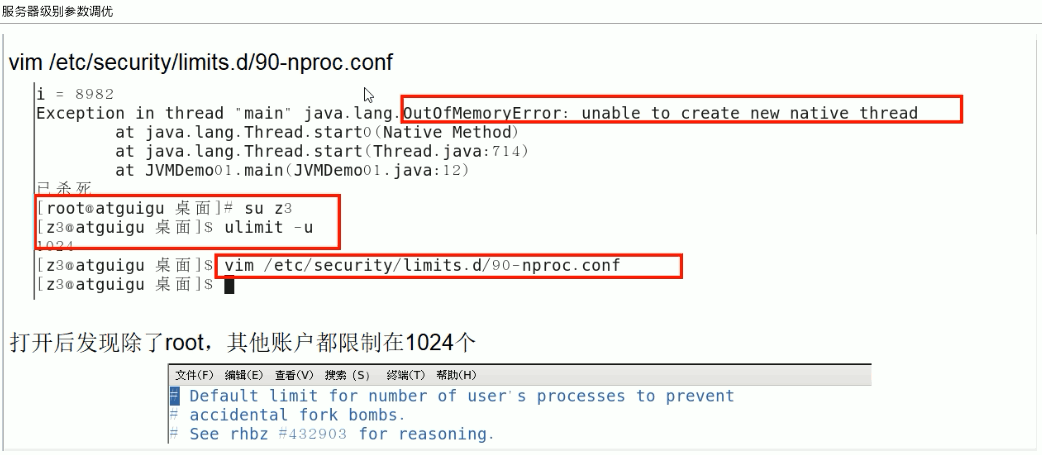 服务器级别参数调优
vim /etc/security/limits.d/90-nproc.conf
i = 8982
Exception in thread "main" java.lang.OutOfMemoryError: unable to create new native thread
at java.lang.Thread.start0(Native Method)
at java.lang.Thread.start(Thread.java:714)
at JVMDemo01.main(JVMDemo01.java:12)
已杀死
[root@atguigu 桌面]# su z3
[z3@atguigu 桌面]$ ulimit -u
1024
[z3@atguigu 桌面]$ vim /etc/security/limits.d/90-nproc.conf
[z3@atguigu 桌面]$
打开后发现除了root，其他账户都限制在1024个
文件(F) 编辑(E) 查看(V) 搜索 (S) 终端(T) 帮助(H)
# Default limit for number of user's processes to prevent
# accidental fork bombs.
# See rhbz #432903 for reasoning.